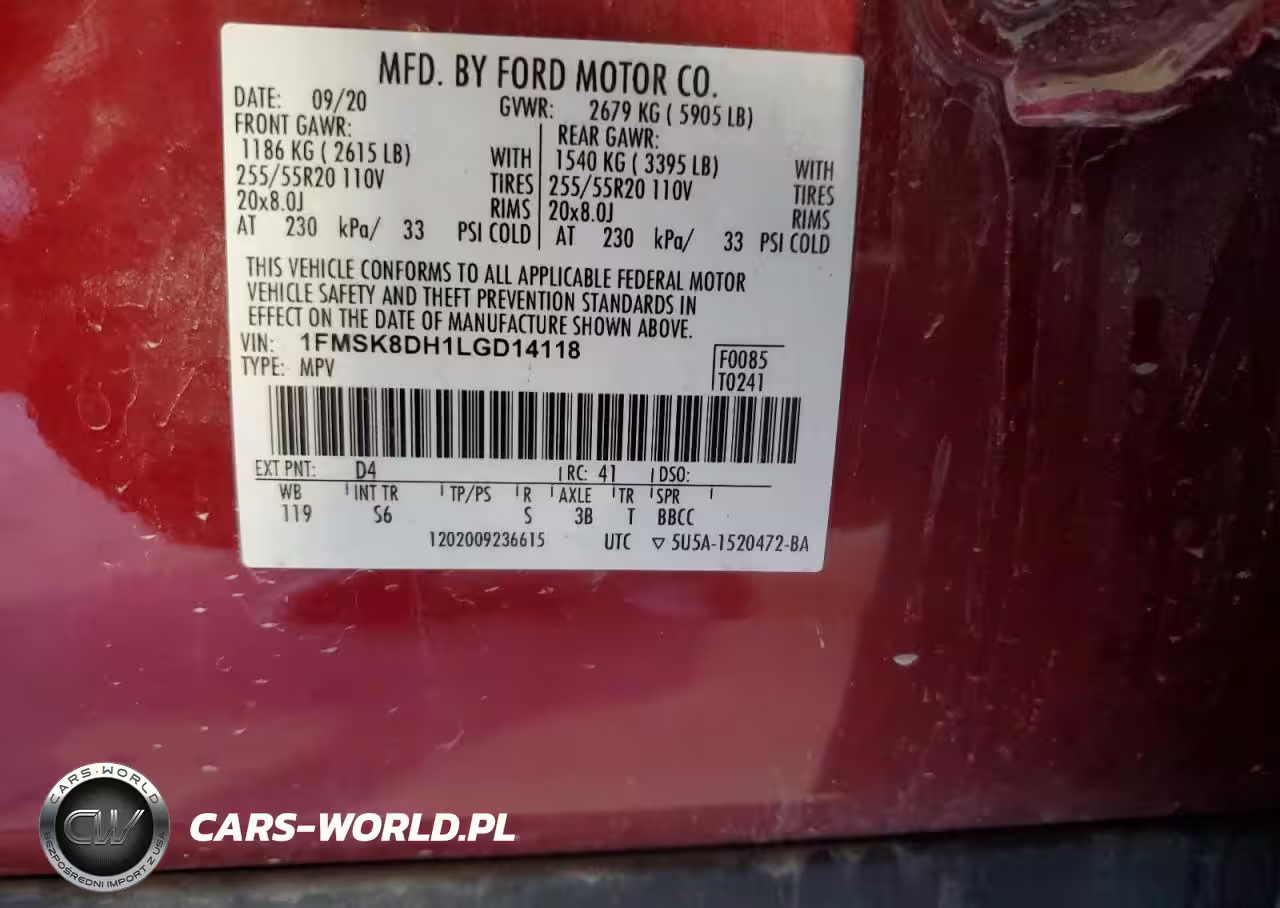 MFD. BY FORD MOTOR CO.
DATE: 09/20 GVWR: 2679 KG ( 5905 LB)
FRONT GAWR: REAR GAWR:
1186 KG ( 2615 LB) WITH 1540 KG ( 3395 LB) WITH
255/55R20 110V TIRES 255/55R20 110V TIRES
20x8.0J RIMS 20x8.0J RIMS
AT 230 kPa/ 33 PSI COLD AT 230 kPa/ 33 PSI COLD
THIS VEHICLE CONFORMS TO ALL APPLICABLE FEDERAL MOTOR
VEHICLE SAFETY AND THEFT PREVENTION STANDARDS IN
EFFECT ON THE DATE OF MANUFACTURE SHOWN ABOVE.
VIN: 1FMSK8DH1LGD14118
TYPE: MPV
F0085
T0241
EXT PNT: D4 RC: 41 DSO:
WB INT TR TP/PS R AXLE TR SPR
119 S6 S 3B T BBCC
1202009236615 UTC ▽ 5U5A-1520472-BA
CARS-WORLD
CW
BEZPOŚREDNI IMPORT Z USA
CARS-WORLD.PL